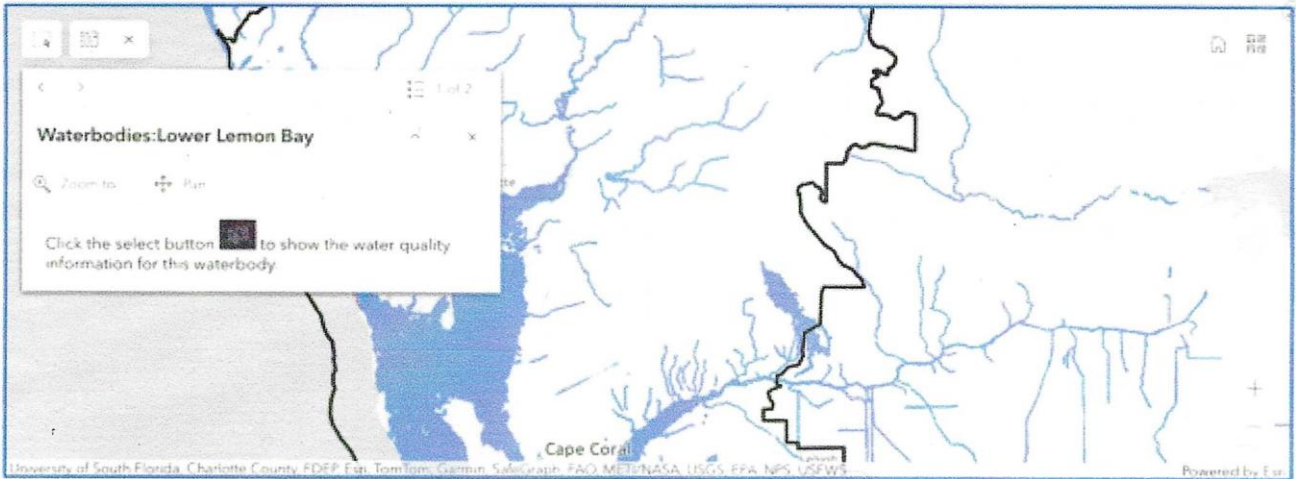 1 of 2
Waterbodies:Lower Lemon Bay
Zoom to Pan
tte
Click the select button to show the water quality
information for this waterbody
Cape Coral
University of South Florida, Charlotte County, FDEP, Esri, TomTom, Garmin, SafeGraph, FAO, METI/NASA, USGS, EPA, NPS, USFWS
Powered by Esri